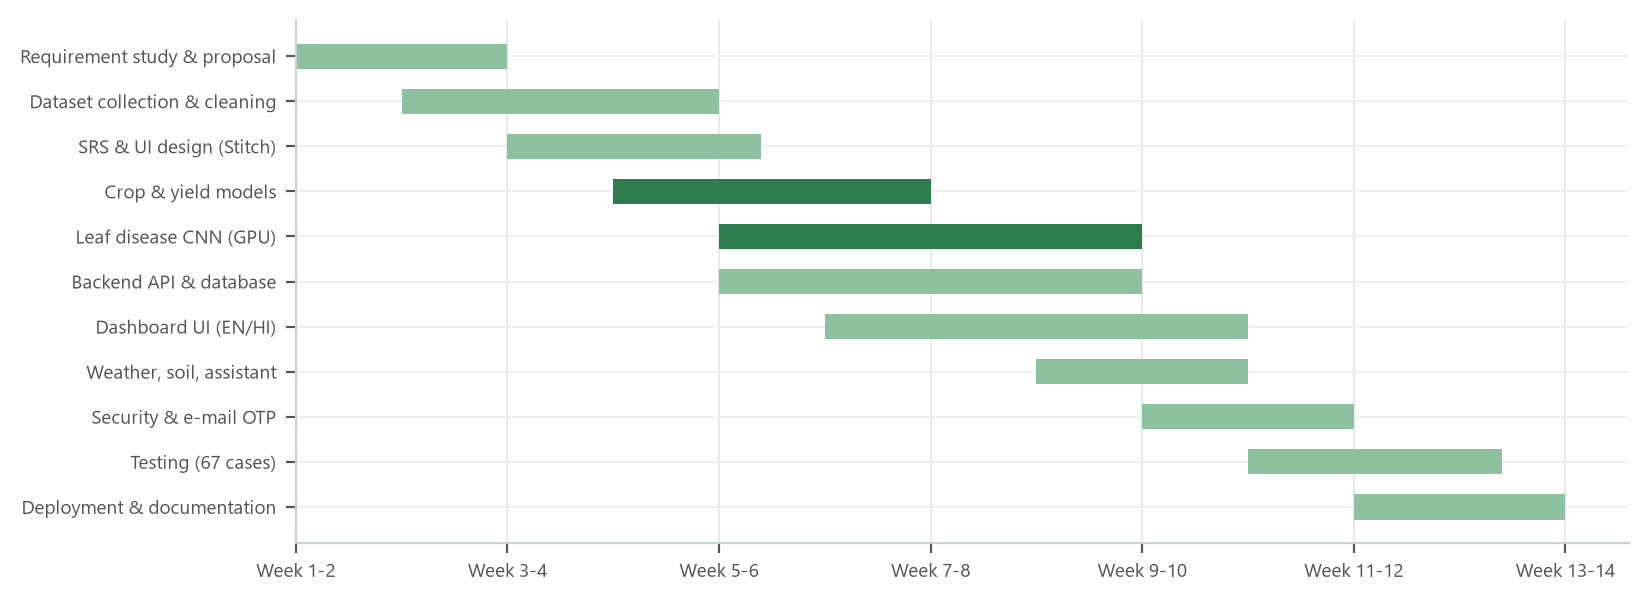 Requirement study & proposal
Dataset collection & cleaning
SRS & UI design (Stitch)
Crop & yield models
Leaf disease CNN (GPU)
Backend API & database
Dashboard UI (EN/HI)
Weather, soil, assistant
Security & e-mail OTP
Testing (67 cases)
Deployment & documentation
Week 1-2 Week 3-4 Week 5-6 Week 7-8 Week 9-10 Week 11-12 Week 13-14